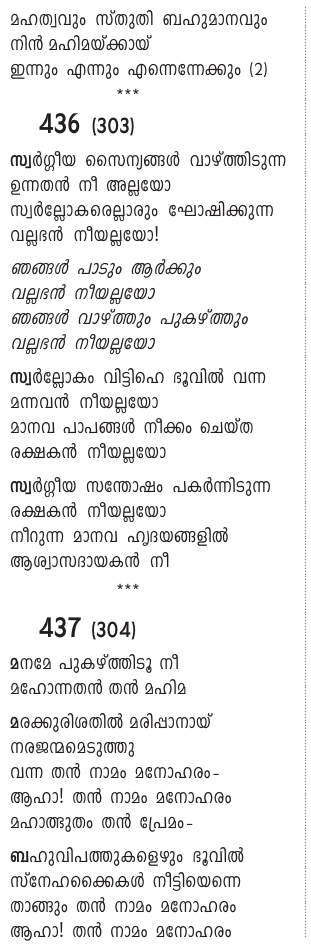 മഹത്വവും സ്തുതി ബഹുമാനവും
നിൻ മഹിമയ്ക്കായ്
ഇന്നും എന്നും എന്നെന്നേക്കും (2)
***
436 (303)
സ്വർഗ്ഗീയ സൈന്യങ്ങൾ വാഴ്ത്തിടുന്ന
ഉന്നതൻ നീ അല്ലയോ
സ്വർല്ലോകരെല്ലാരും ഘോഷിക്കുന്ന
വല്ലഭൻ നീയല്ലയോ!
ഞങ്ങൾ പാടും ആർക്കും
വല്ലഭൻ നീയല്ലയോ
ഞങ്ങൾ വാഴ്ത്തും പുകഴ്ത്തും
വല്ലഭൻ നീയല്ലയോ
സ്വർല്ലോകം വിട്ടിഹെ ഭൂവിൽ വന്ന
മന്നവൻ നീയല്ലയോ
മാനവ പാപങ്ങൾ നീക്കം ചെയ്ത
രക്ഷകൻ നീയല്ലയോ
സ്വർഗ്ഗീയ സന്തോഷം പകർന്നിടുന്ന
രക്ഷകൻ നീയല്ലയോ
നീറുന്ന മാനവ ഹൃദയങ്ങളിൽ
ആശ്വാസദായകൻ നീ
***
437 (304)
മനമേ പുകഴ്ത്തിടൂ നീ
മഹോന്നതൻ തൻ മഹിമ
മരക്കുരിശതിൽ മരിപ്പാനായ്
നരജന്മമെടുത്തു
വന്ന തൻ നാമം മനോഹരം-
ആഹാ! തൻ നാമം മനോഹരം
മഹാത്ഭുതം തൻ പ്രേമം-
ബഹുവിപത്തുകളെഴും ഭൂവിൽ
സ്നേഹക്കൈകൾ നീട്ടിയെന്നെ
താങ്ങും തൻ നാമം മനോഹരം
ആഹാ! തൻ നാമം മനോഹരം